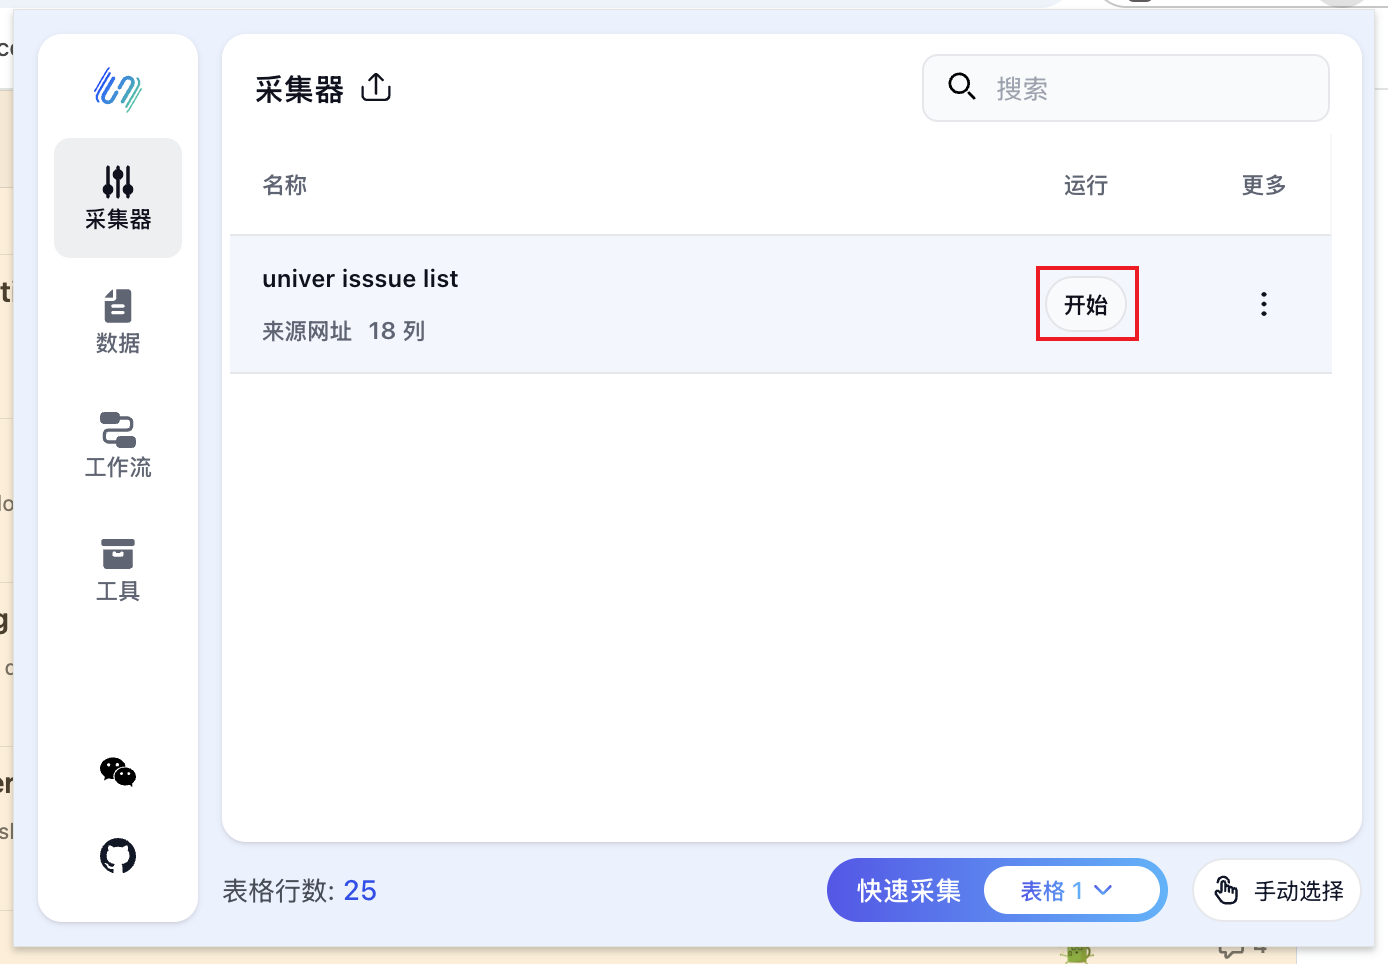 采集器
搜索
采集器
数据
工作流
工具
名称 运行 更多
univer isssue list
来源网址 18 列
开始
表格行数: 25
快速采集 表格 1
手动选择
4